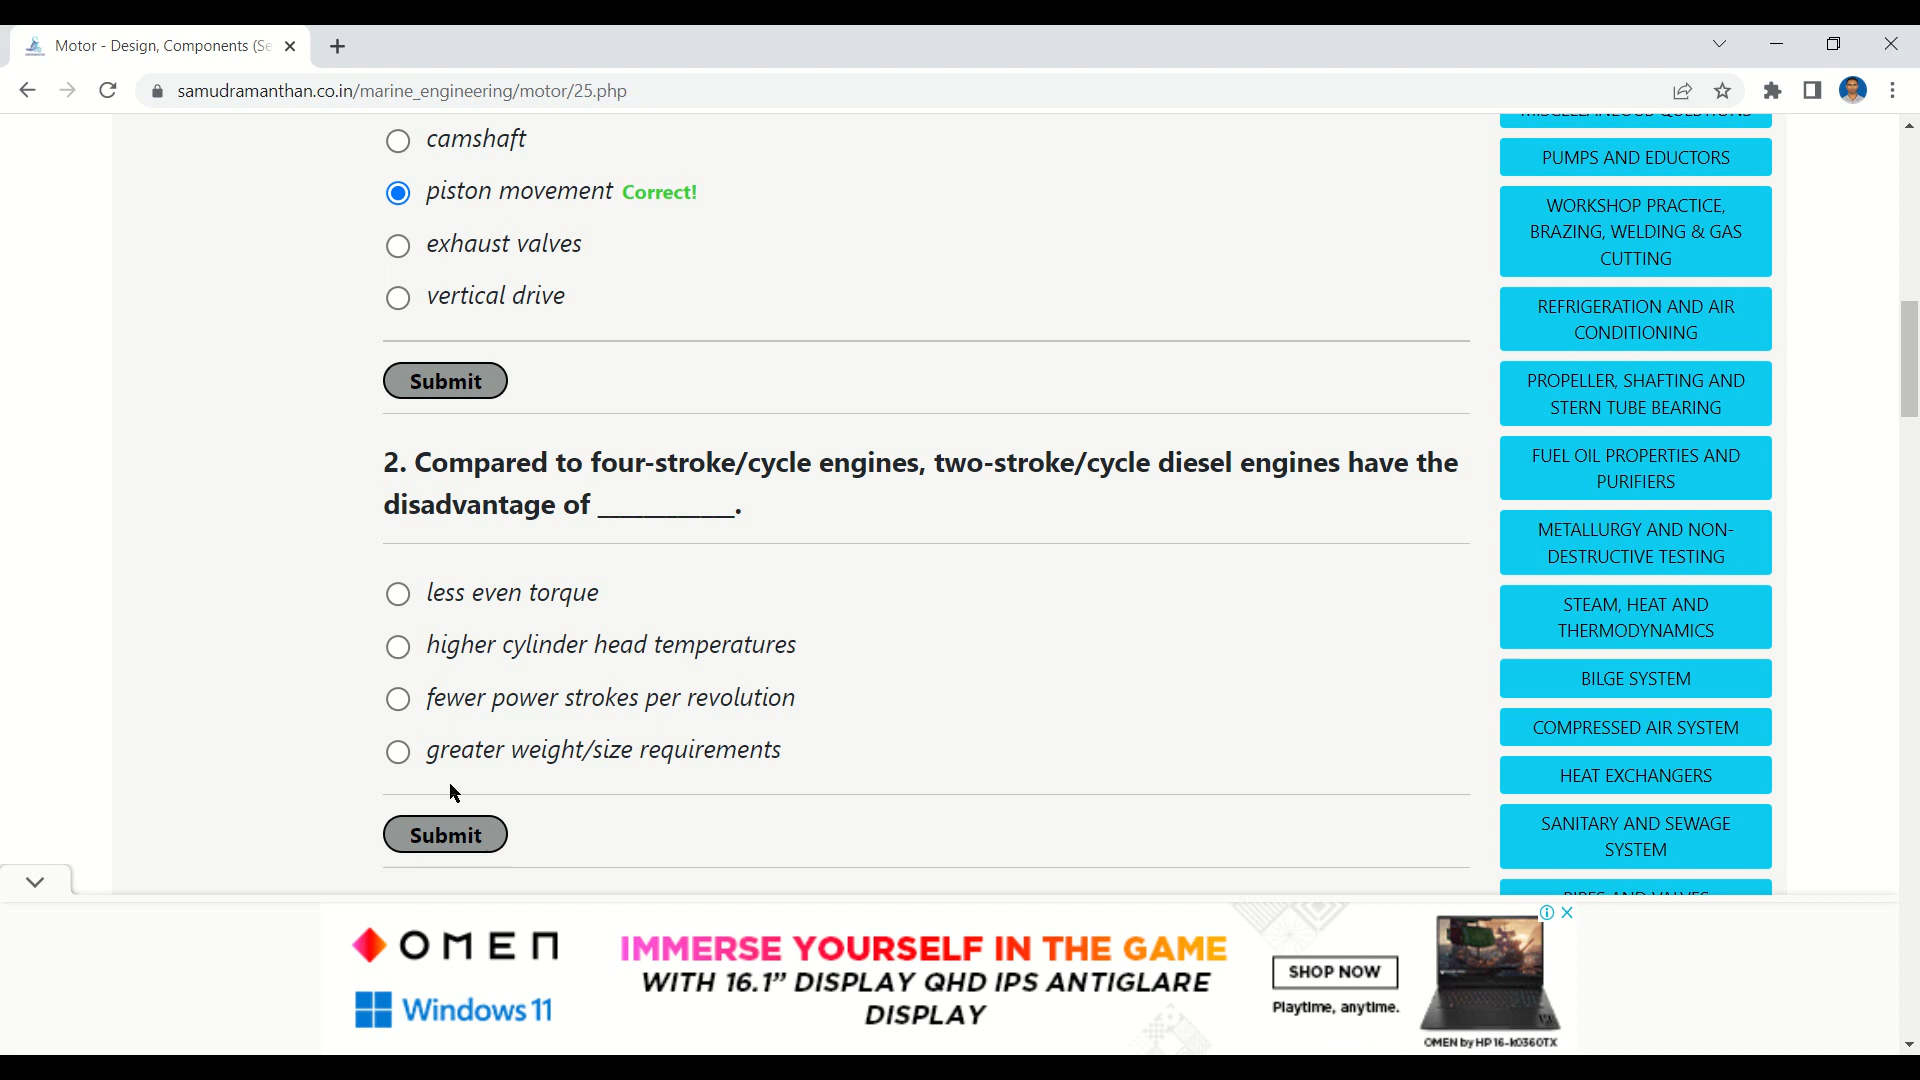 Motor - Design, Components (Se
samudramanthan.co.in/marine_engineering/motor/25.php
camshaft
piston movement Correct!
exhaust valves
vertical drive
Submit
2. Compared to four-stroke/cycle engines, two-stroke/cycle diesel engines have the
disadvantage of ____________.
less even torque
higher cylinder head temperatures
fewer power strokes per revolution
greater weight/size requirements
Submit
PUMPS AND EDUCTORS
WORKSHOP PRACTICE,
BRAZING, WELDING & GAS
CUTTING
REFRIGERATION AND AIR
CONDITIONING
PROPELLER, SHAFTING AND
STERN TUBE BEARING
FUEL OIL PROPERTIES AND
PURIFIERS
METALLURGY AND NON-
DESTRUCTIVE TESTING
STEAM, HEAT AND
THERMODYNAMICS
BILGE SYSTEM
COMPRESSED AIR SYSTEM
HEAT EXCHANGERS
SANITARY AND SEWAGE
SYSTEM
OMEN
Windows 11
IMMERSE YOURSELF IN THE GAME
WITH 16.1” DISPLAY QHD IPS ANTIGLARE
DISPLAY
SHOP NOW
Playtime, anytime.
OMEN by HP 16-k0360TX